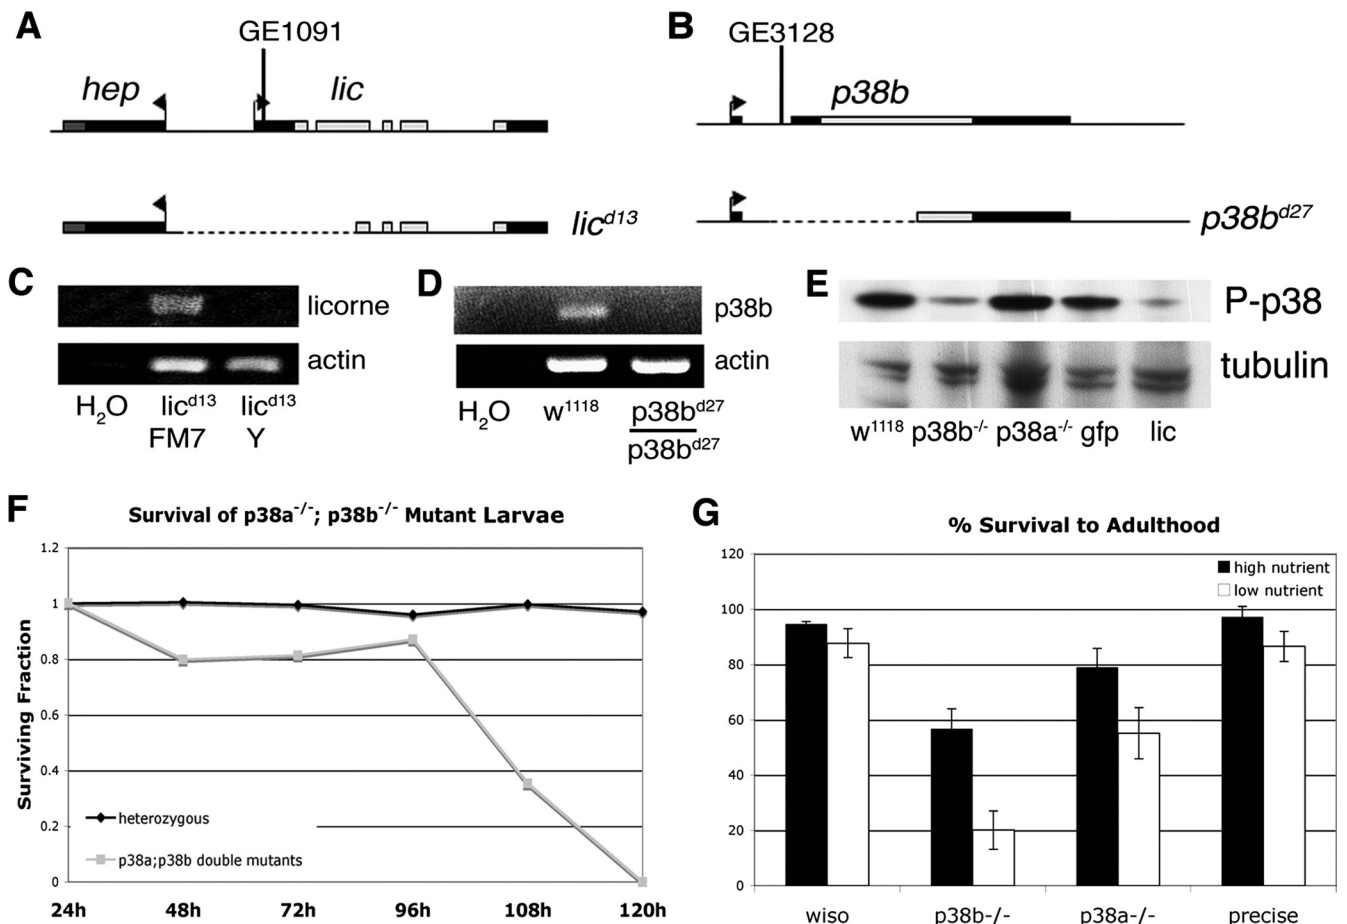 A
GE1091
hep
lic
lic^d13
B
GE3128
p38b
p38b^d27
C
licorne
actin
H₂O
lic^d13
FM7
lic^d13
Y
D
p38b
actin
H₂O
w^1118
p38b^d27
p38b^d27
E
P-p38
tubulin
w^1118 p38b^-/- p38a^-/- gfp lic
F
Survival of p38a^-/-; p38b^-/- Mutant Larvae
Surviving Fraction
1.2
1
0.8
0.6
0.4
0.2
0
heterozygous
p38a;p38b double mutants
24h 48h 72h 96h 108h 120h
G
% Survival to Adulthood
high nutrient
low nutrient
120
100
80
60
40
20
0
wiso p38b-/- p38a-/- precise